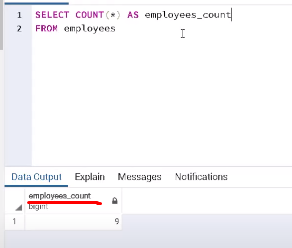 1 SELECT COUNT(*) AS employees_count
2 FROM employees
Data Output Explain Messages Notifications
employees_count
bigint
1 9